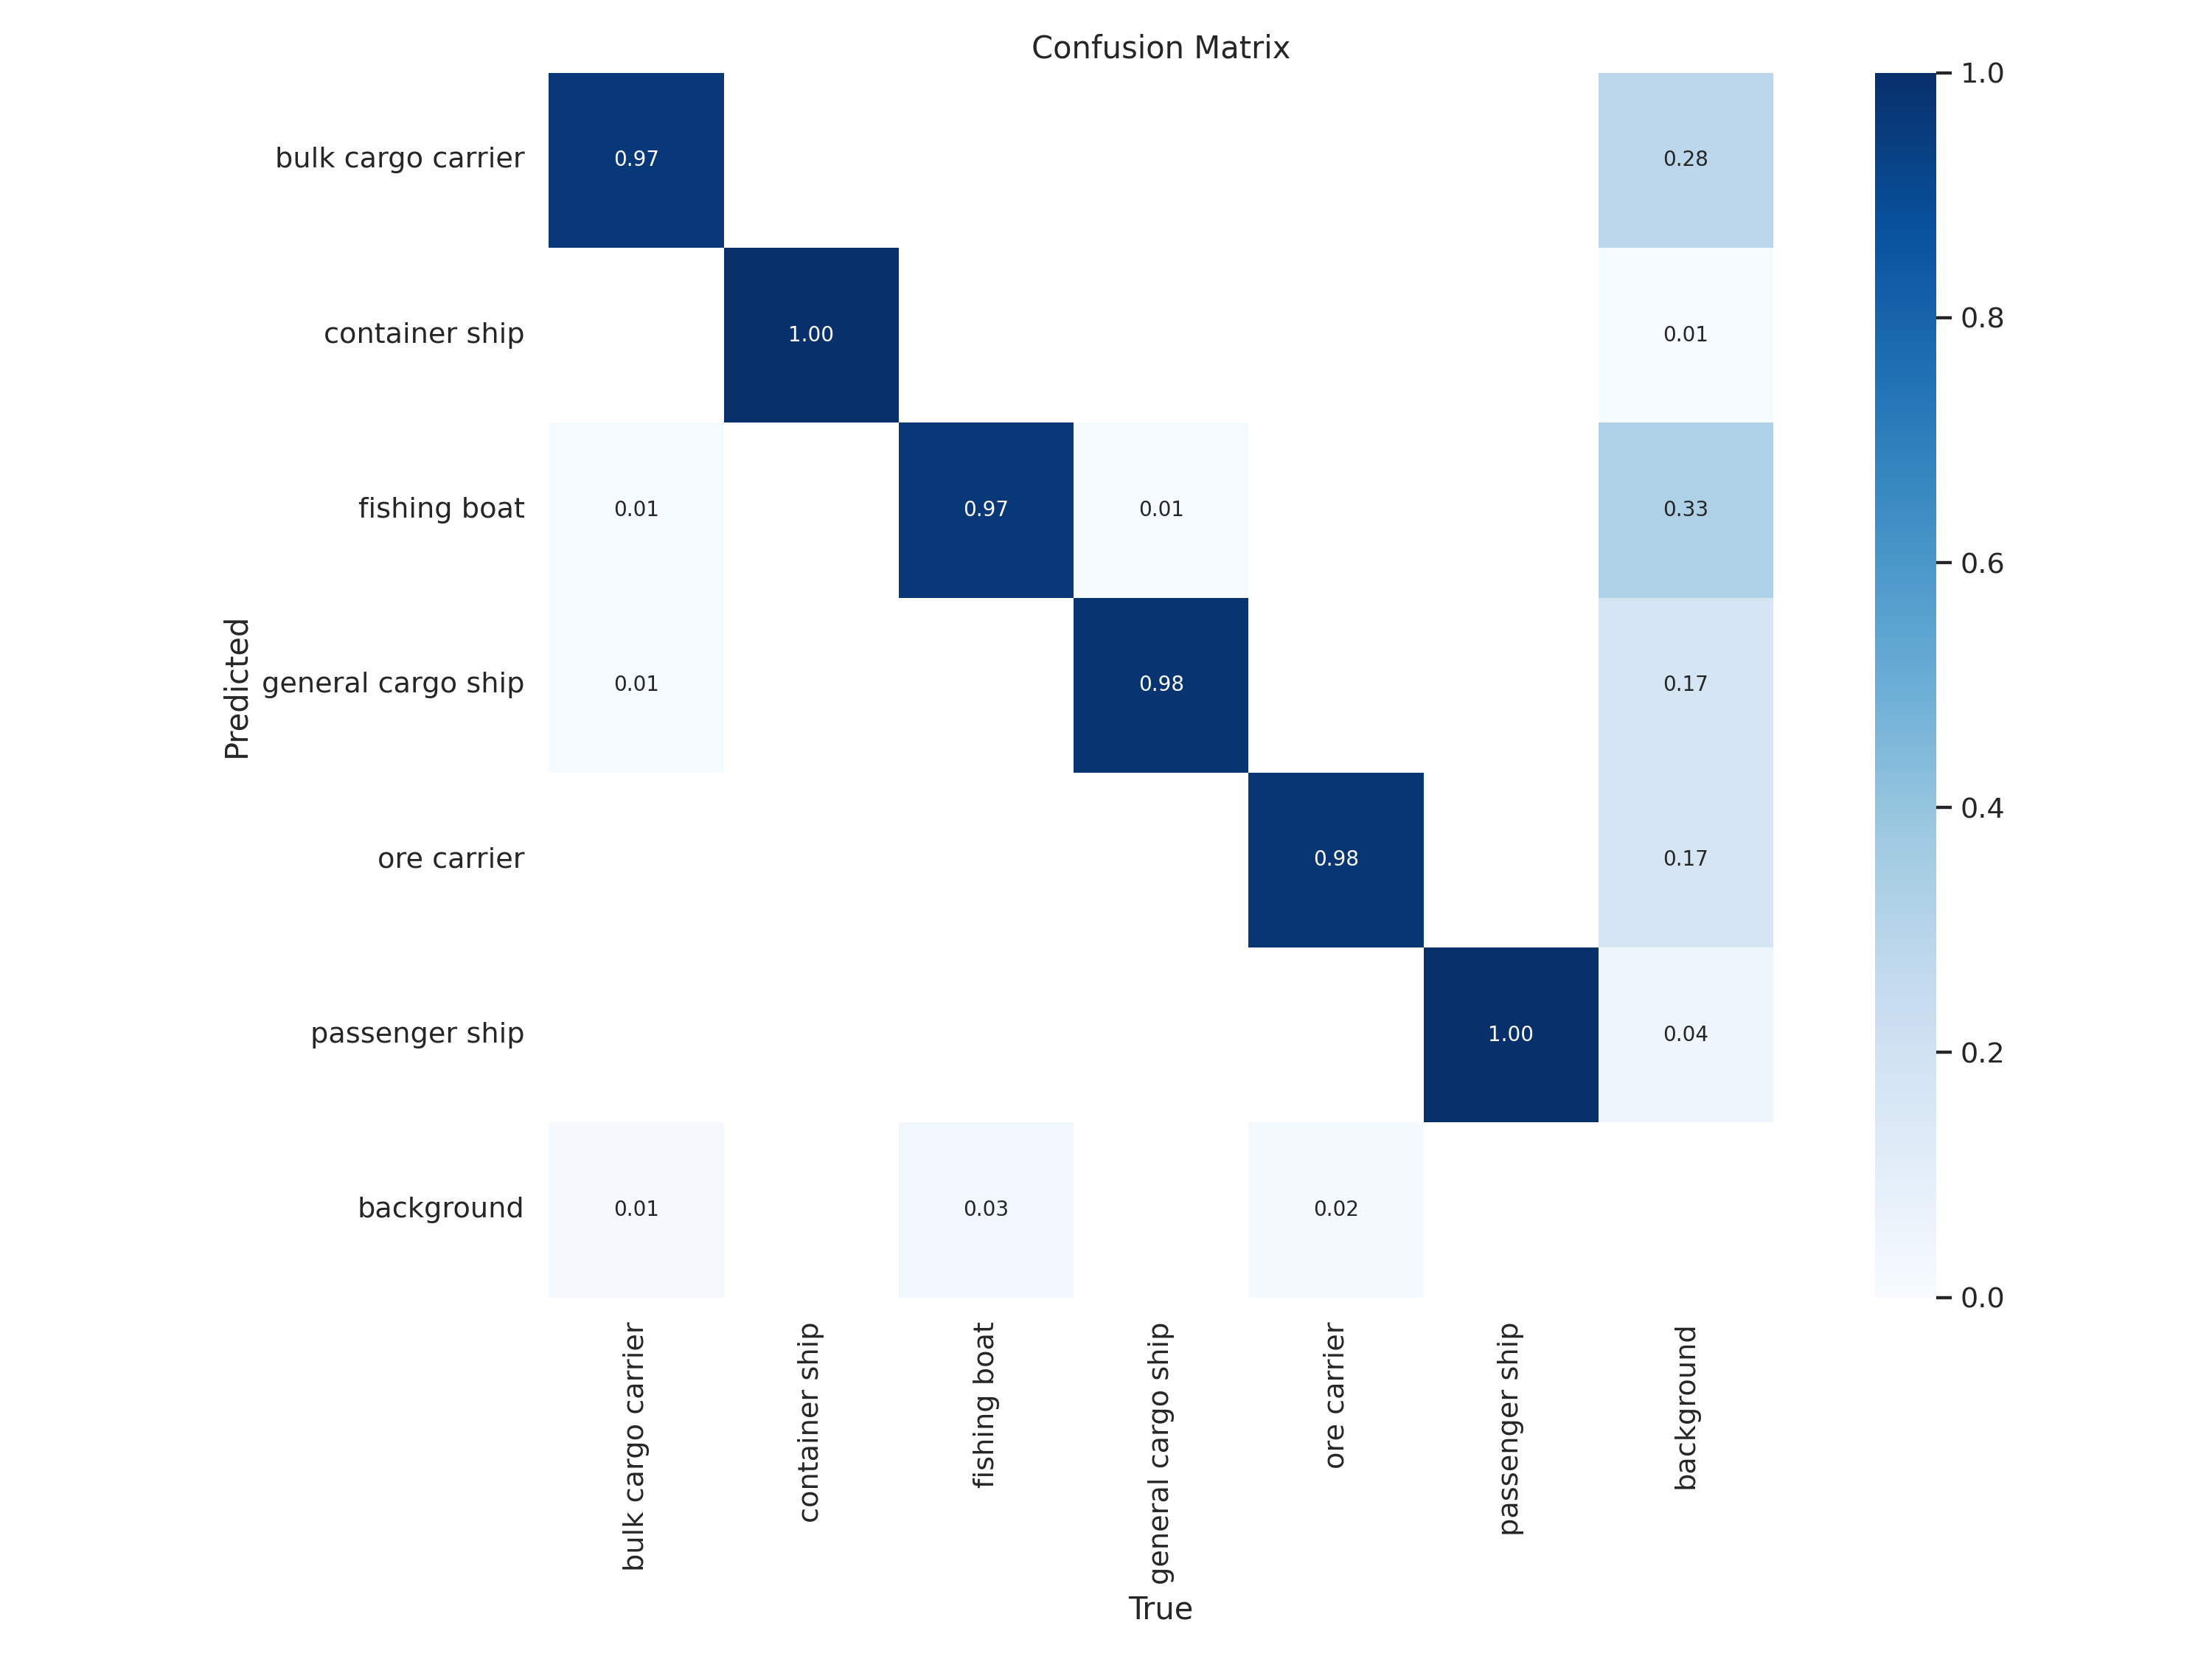 Confusion Matrix
bulk cargo carrier 0.97 0.28
container ship 1.00 0.01
fishing boat 0.01 0.97 0.01 0.33
general cargo ship 0.01 0.98 0.17
ore carrier 0.98 0.17
passenger ship 1.00 0.04
background 0.01 0.03 0.02
Predicted
bulk cargo carrier
container ship
fishing boat
general cargo ship
ore carrier
passenger ship
background
True
1.0
0.8
0.6
0.4
0.2
0.0